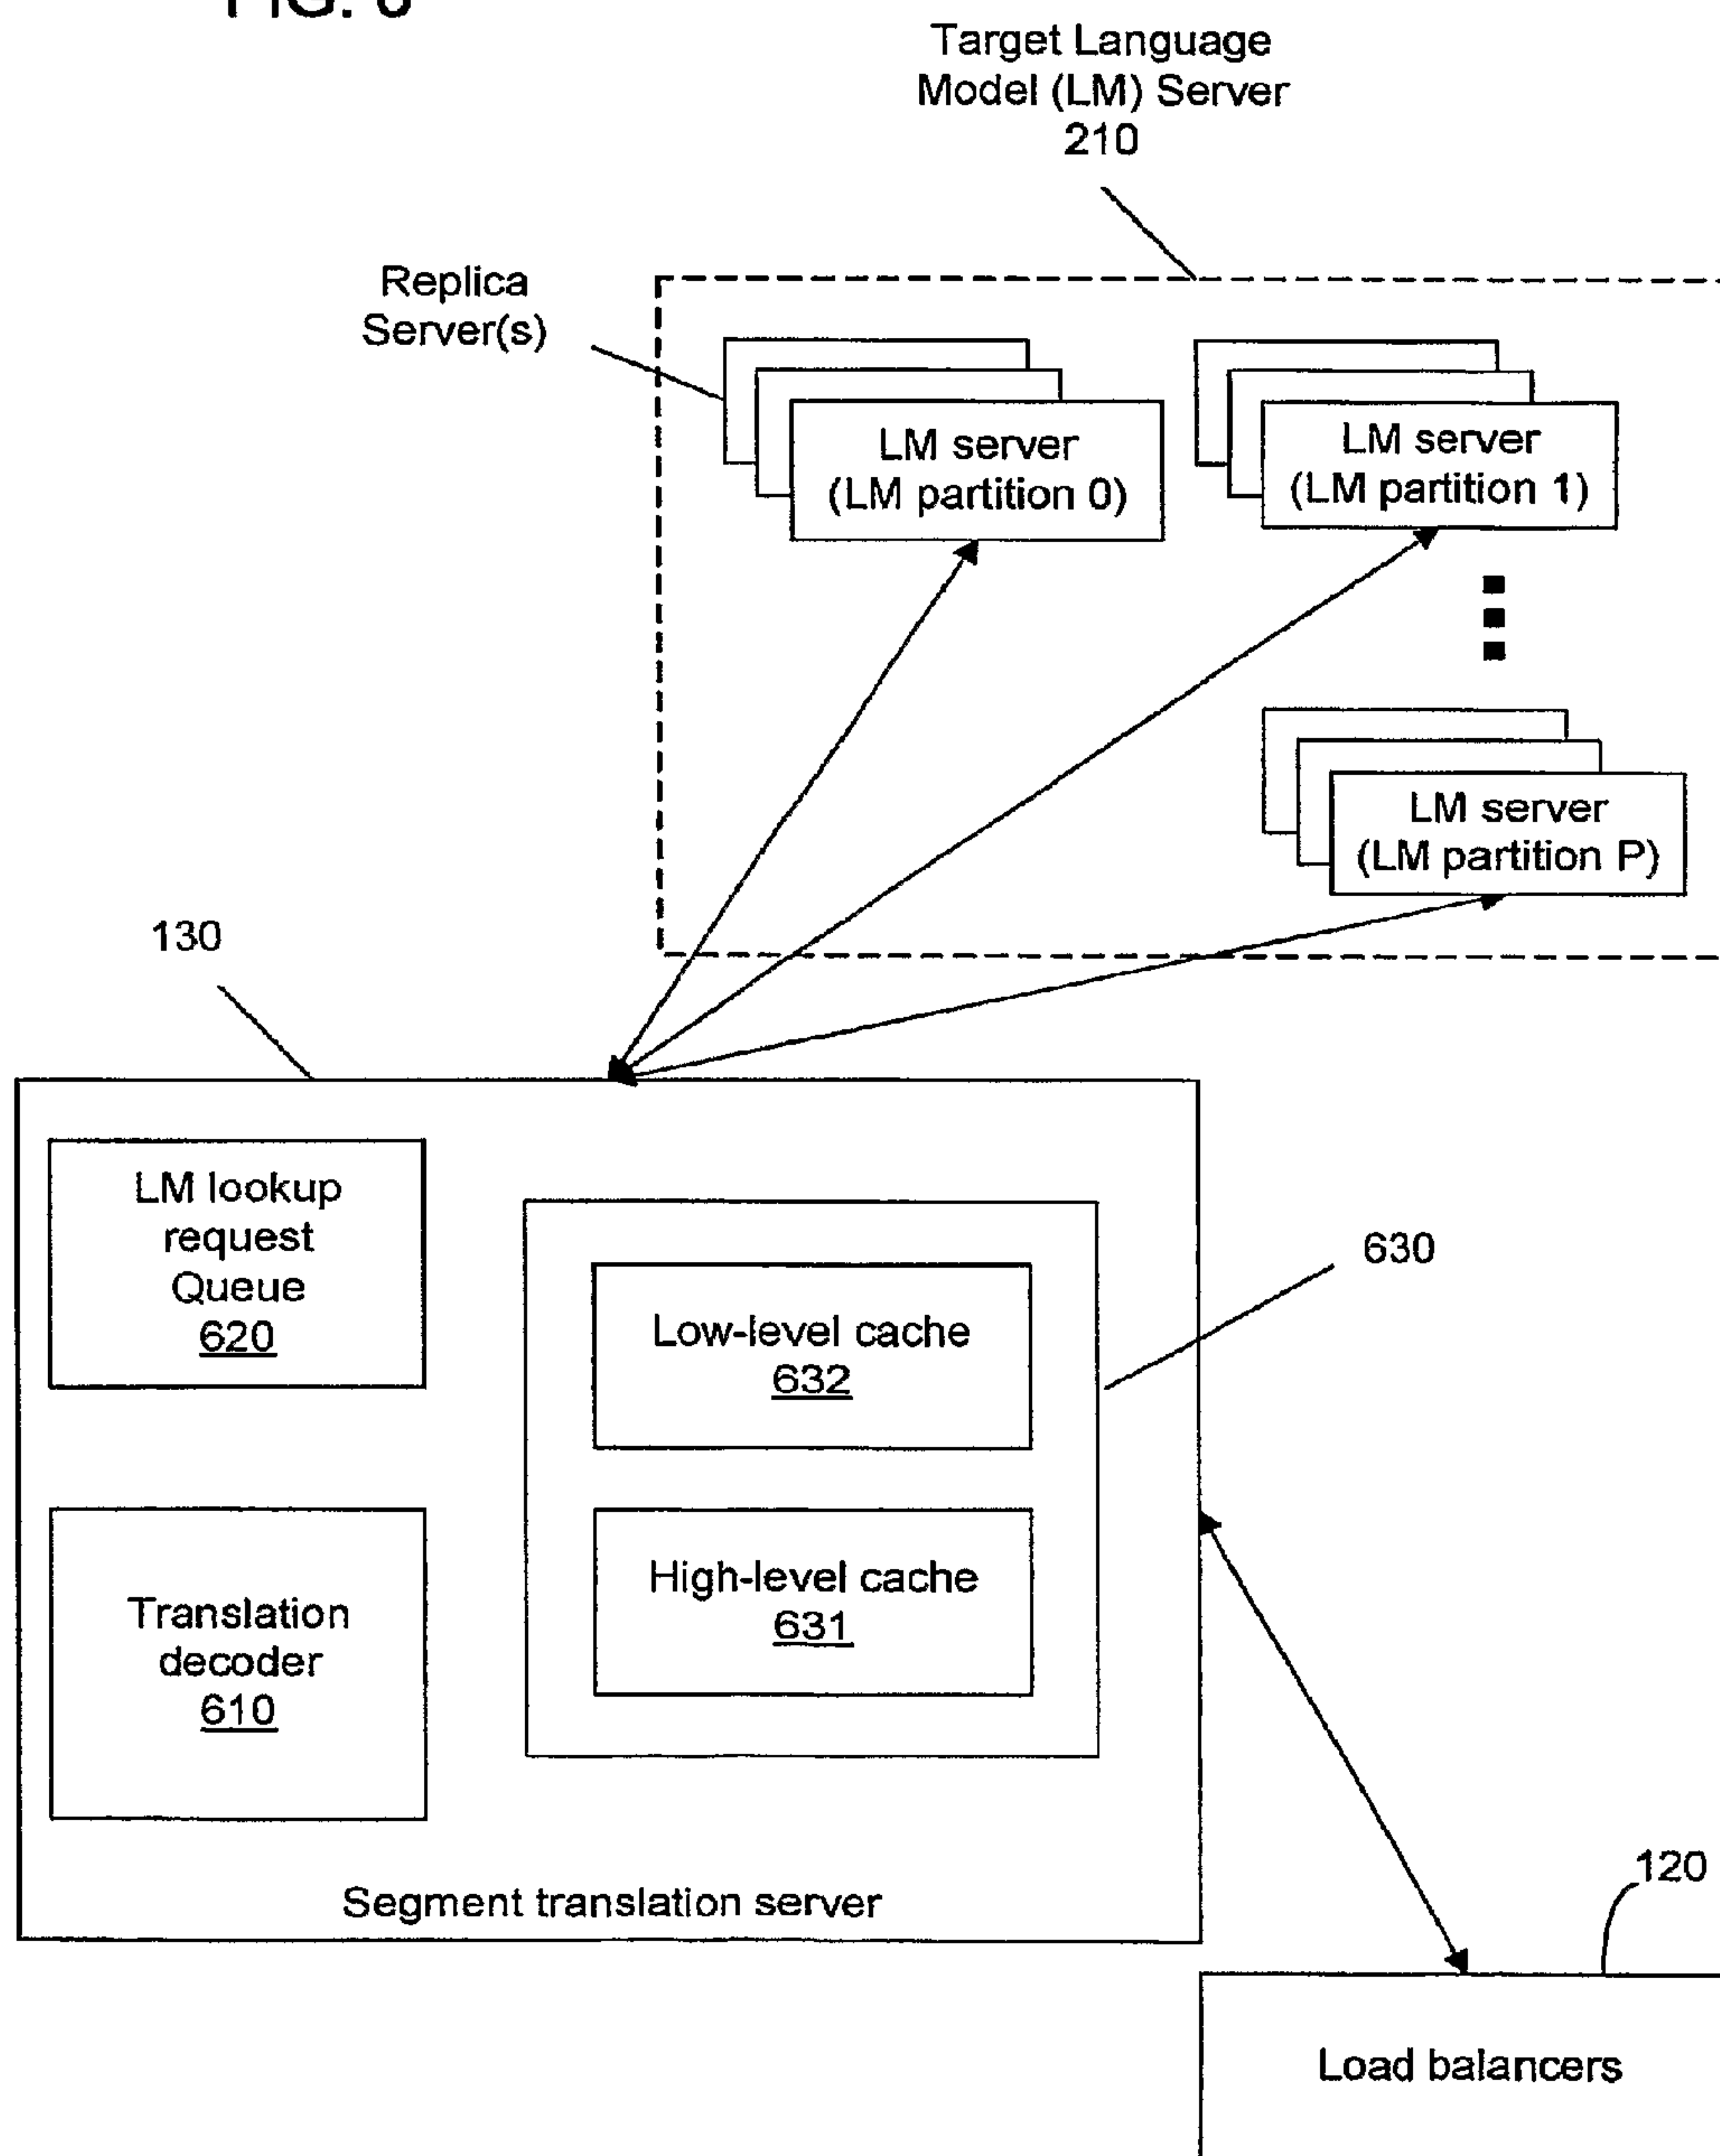 FIG. 6
Target Language
Model (LM) Server
210
Replica
Server(s)
LM server
(LM partition 0)
LM server
(LM partition 1)
LM server
(LM partition P)
130
LM lookup
request
Queue
620
630
Low-level cache
632
High-level cache
631
Translation
decoder
610
Segment translation server
120
Load balancers